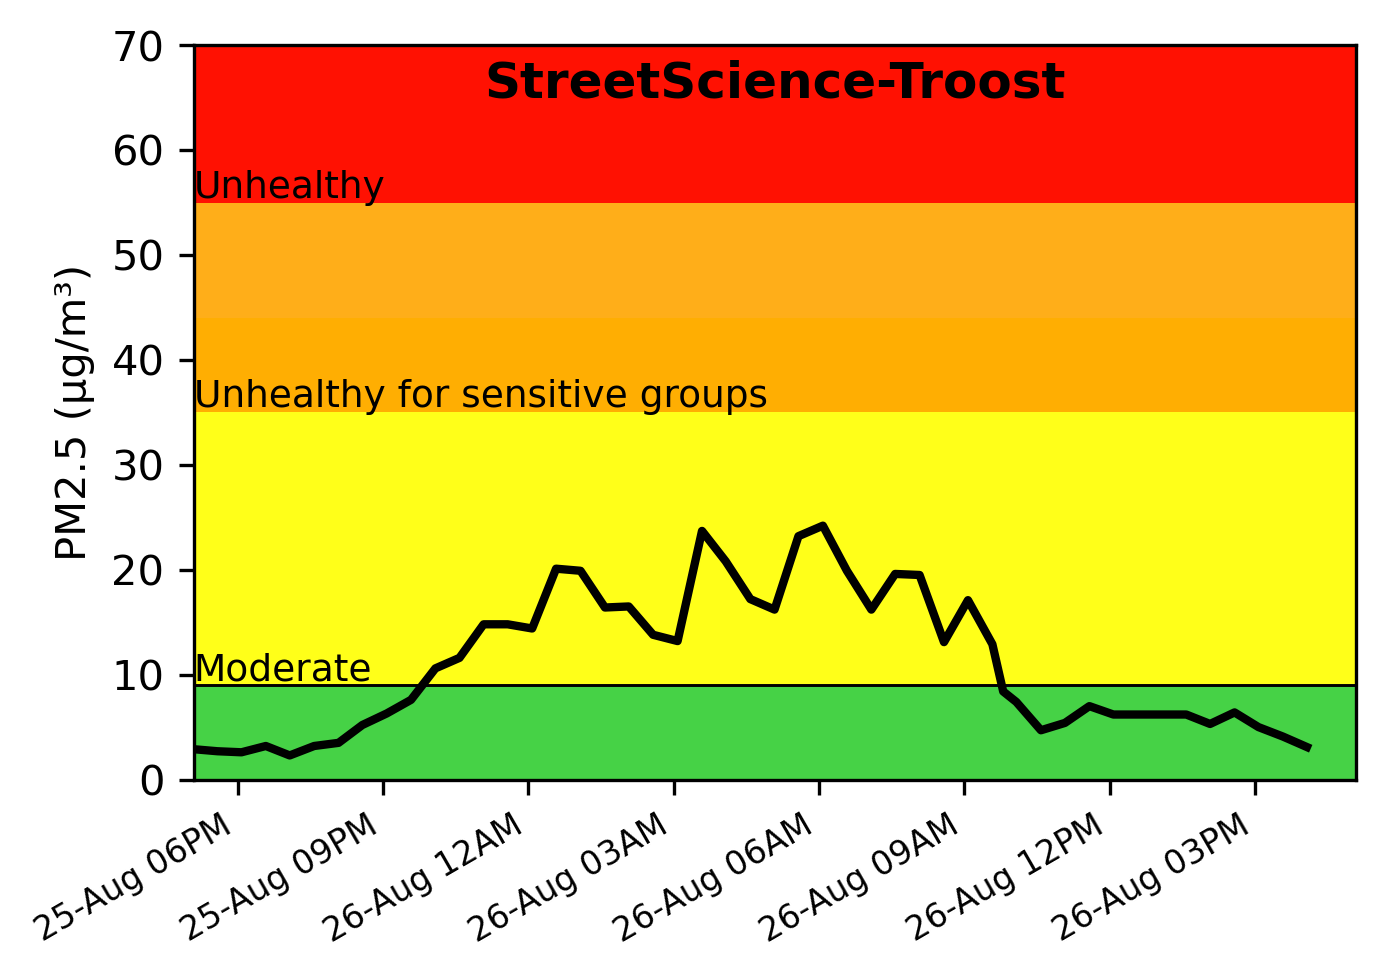 StreetScience-Troost
70
60
50
40
30
20
10
0
PM2.5 (µg/m³)
Unhealthy
Unhealthy for sensitive groups
Moderate
25-Aug 06PM
25-Aug 09PM
26-Aug 12AM
26-Aug 03AM
26-Aug 06AM
26-Aug 09AM
26-Aug 12PM
26-Aug 03PM